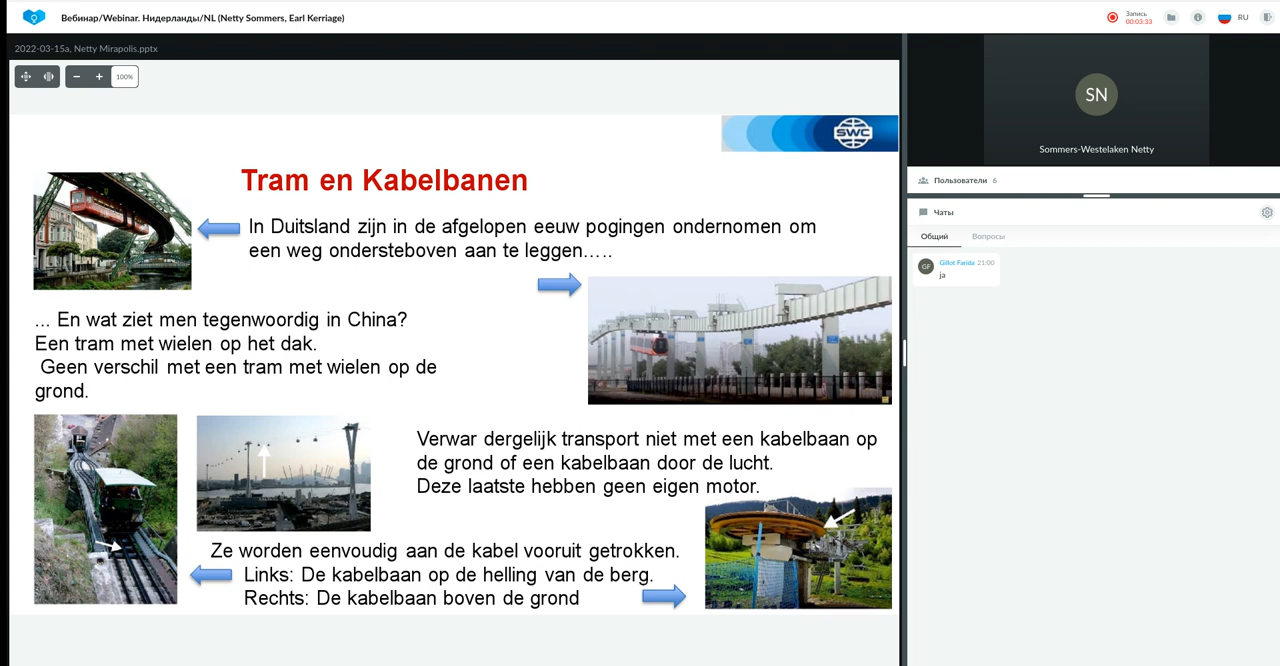 Вебинар/Webinar. Нидерланды/NL (Netty Sommers, Earl Kerriage)
Запись
00:03:33
RU
2022-03-15a, Netty Mirapolis.pptx
100%
SWC
Tram en Kabelbanen
In Duitsland zijn in de afgelopen eeuw pogingen ondernomen om
een weg ondersteboven aan te leggen.....
... En wat ziet men tegenwoordig in China?
Een tram met wielen op het dak.
Geen verschil met een tram met wielen op de
grond.
Verwar dergelijk transport niet met een kabelbaan op
de grond of een kabelbaan door de lucht.
Deze laatste hebben geen eigen motor.
Ze worden eenvoudig aan de kabel vooruit getrokken.
Links: De kabelbaan op de helling van de berg.
Rechts: De kabelbaan boven de grond
SN
Sommers-Westelaken Netty
Пользователи 6
Чаты
Общий Вопросы
GF Gillot Farida 21:00
ja